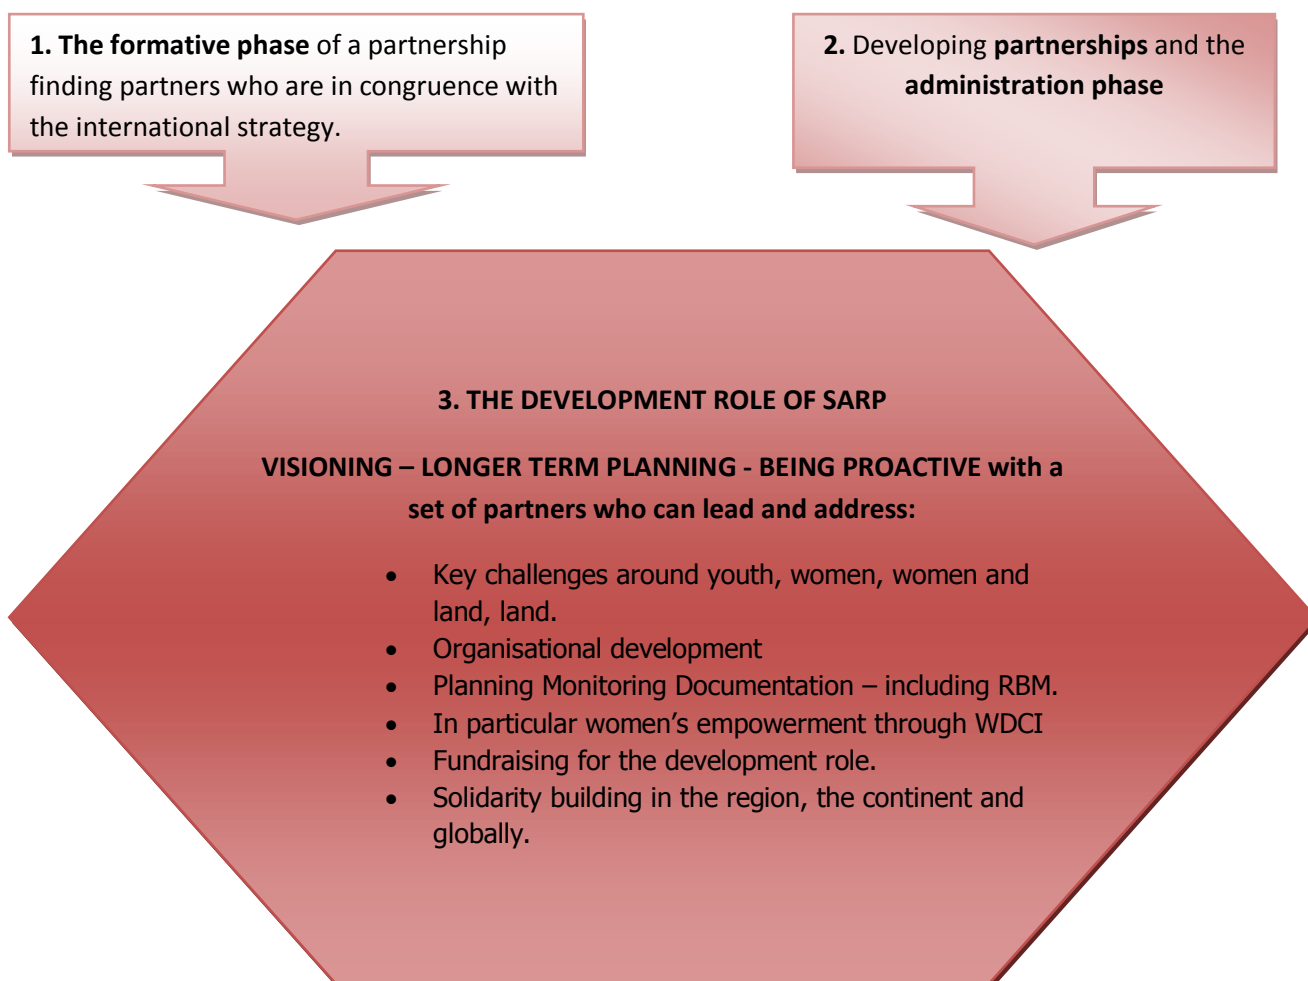 1. The formative phase of a partnership
finding partners who are in congruence with
the international strategy.
2. Developing partnerships and the
administration phase
3. THE DEVELOPMENT ROLE OF SARP
VISIONING – LONGER TERM PLANNING - BEING PROACTIVE with a
set of partners who can lead and address:
• Key challenges around youth, women, women and
land, land.
• Organisational development
• Planning Monitoring Documentation – including RBM.
• In particular women’s empowerment through WDCI
• Fundraising for the development role.
• Solidarity building in the region, the continent and
globally.